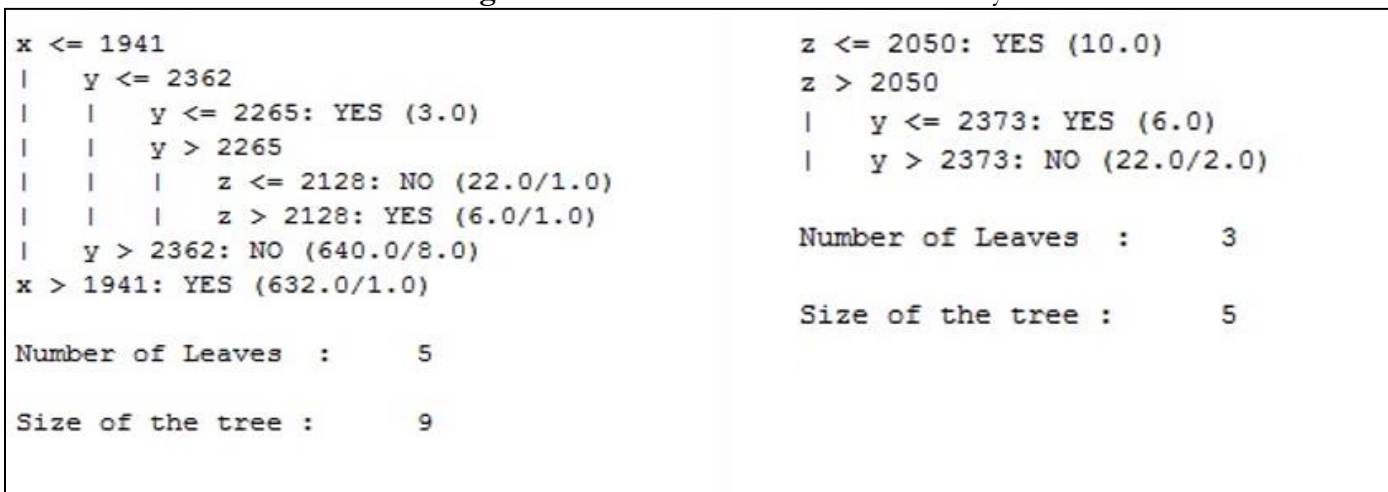 x <= 1941
|   y <= 2362
|   |   y <= 2265: YES (3.0)
|   |   y > 2265
|   |   |   z <= 2128: NO (22.0/1.0)
|   |   |   z > 2128: YES (6.0/1.0)
|   y > 2362: NO (640.0/8.0)
x > 1941: YES (632.0/1.0)
Number of Leaves  :     5
Size of the tree :      9
z <= 2050: YES (10.0)
z > 2050
|   y <= 2373: YES (6.0)
|   y > 2373: NO (22.0/2.0)
Number of Leaves  :     3
Size of the tree :      5